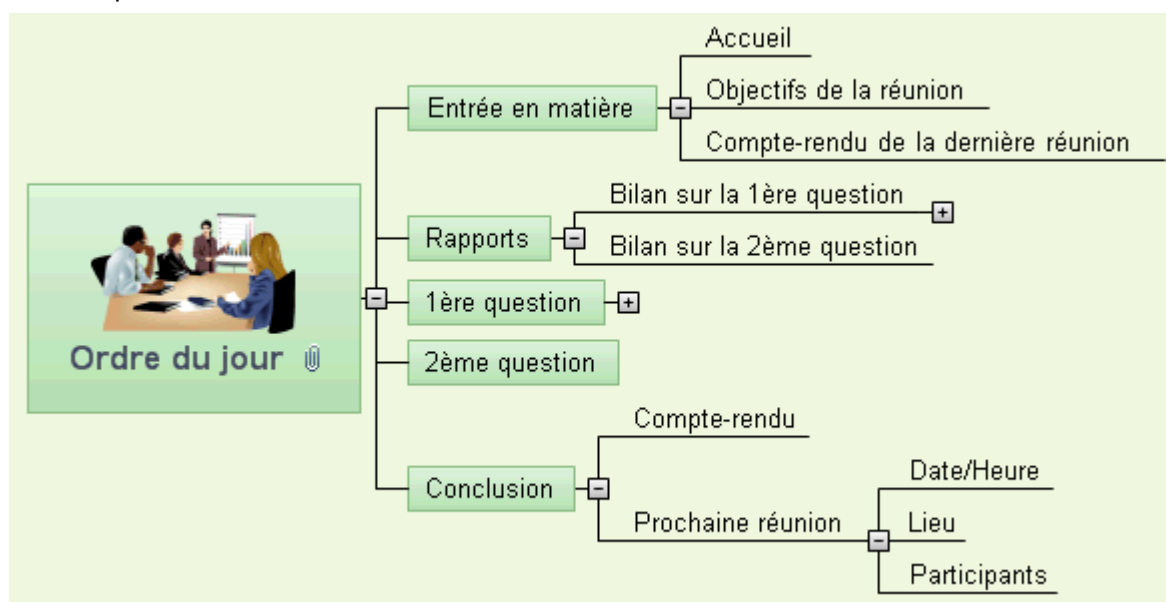 Ordre du jour
Entrée en matière
Accueil
Objectifs de la réunion
Compte-rendu de la dernière réunion
Rapports
Bilan sur la 1ère question
Bilan sur la 2ème question
1ère question
2ème question
Conclusion
Compte-rendu
Prochaine réunion
Date/Heure
Lieu
Participants